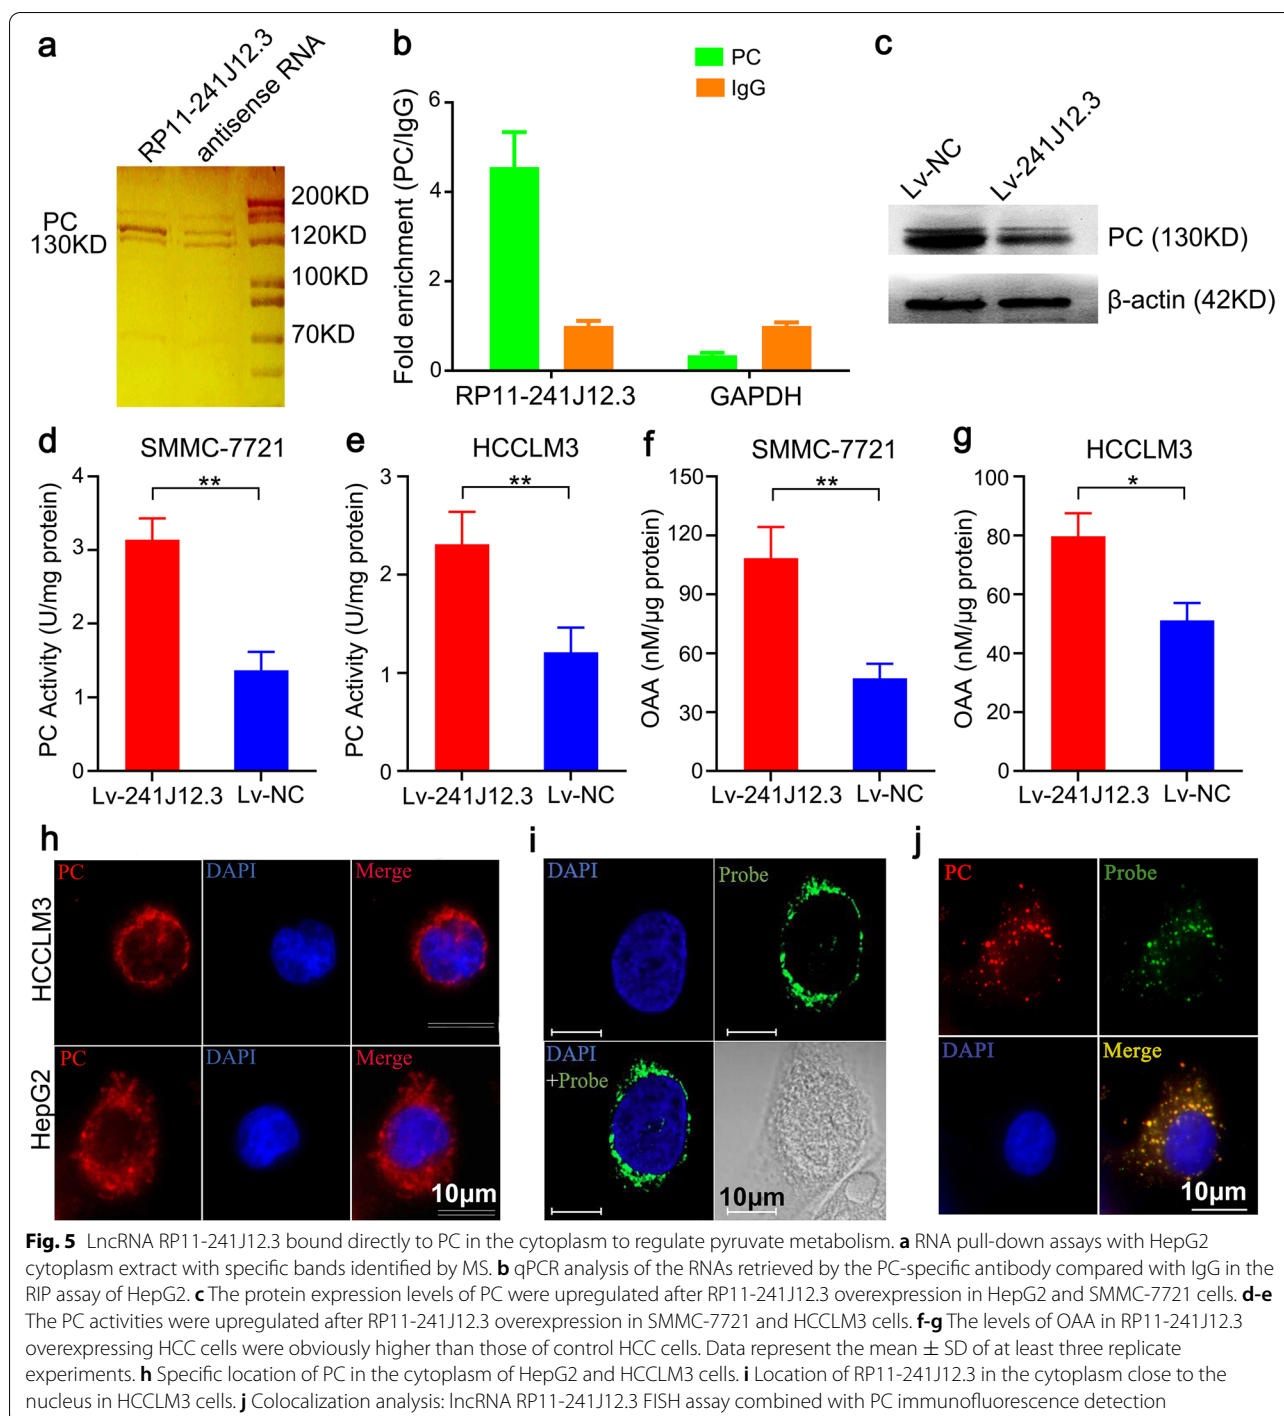 a
RP11-241J12.3
antisense RNA
PC
130KD
200KD
120KD
100KD
70KD
b
PC
IgG
Fold enrichment (PC/IgG)
6
4
2
0
RP11-241J12.3
GAPDH
c
Lv-NC
Lv-241J12.3
PC (130KD)
β-actin (42KD)
d
SMMC-7721
PC Activity (U/mg protein)
4
3
2
1
0
**
Lv-241J12.3
Lv-NC
e
HCCLM3
PC Activity (U/mg protein)
3
2
1
0
**
Lv-241J12.3
Lv-NC
f
SMMC-7721
OAA (nM/μg protein)
150
120
90
60
30
0
**
Lv-241J12.3
Lv-NC
g
HCCLM3
OAA (nM/μg protein)
100
80
60
40
20
0
*
Lv-241J12.3
Lv-NC
h
HCCLM3
PC
DAPI
Merge
HepG2
PC
DAPI
Merge
10μm
i
DAPI
Probe
DAPI
+Probe
10μm
j
PC
Probe
DAPI
Merge
10μm
Fig. 5 LncRNA RP11-241J12.3 bound directly to PC in the cytoplasm to regulate pyruvate metabolism. a RNA pull-down assays with HepG2
cytoplasm extract with specific bands identified by MS. b qPCR analysis of the RNAs retrieved by the PC-specific antibody compared with IgG in the
RIP assay of HepG2. c The protein expression levels of PC were upregulated after RP11-241J12.3 overexpression in HepG2 and SMMC-7721 cells. d-e
The PC activities were upregulated after RP11-241J12.3 overexpression in SMMC-7721 and HCCLM3 cells. f-g The levels of OAA in RP11-241J12.3
overexpressing HCC cells were obviously higher than those of control HCC cells. Data represent the mean ± SD of at least three replicate
experiments. h Specific location of PC in the cytoplasm of HepG2 and HCCLM3 cells. i Location of RP11-241J12.3 in the cytoplasm close to the
nucleus in HCCLM3 cells. j Colocalization analysis: lncRNA RP11-241J12.3 FISH assay combined with PC immunofluorescence detection